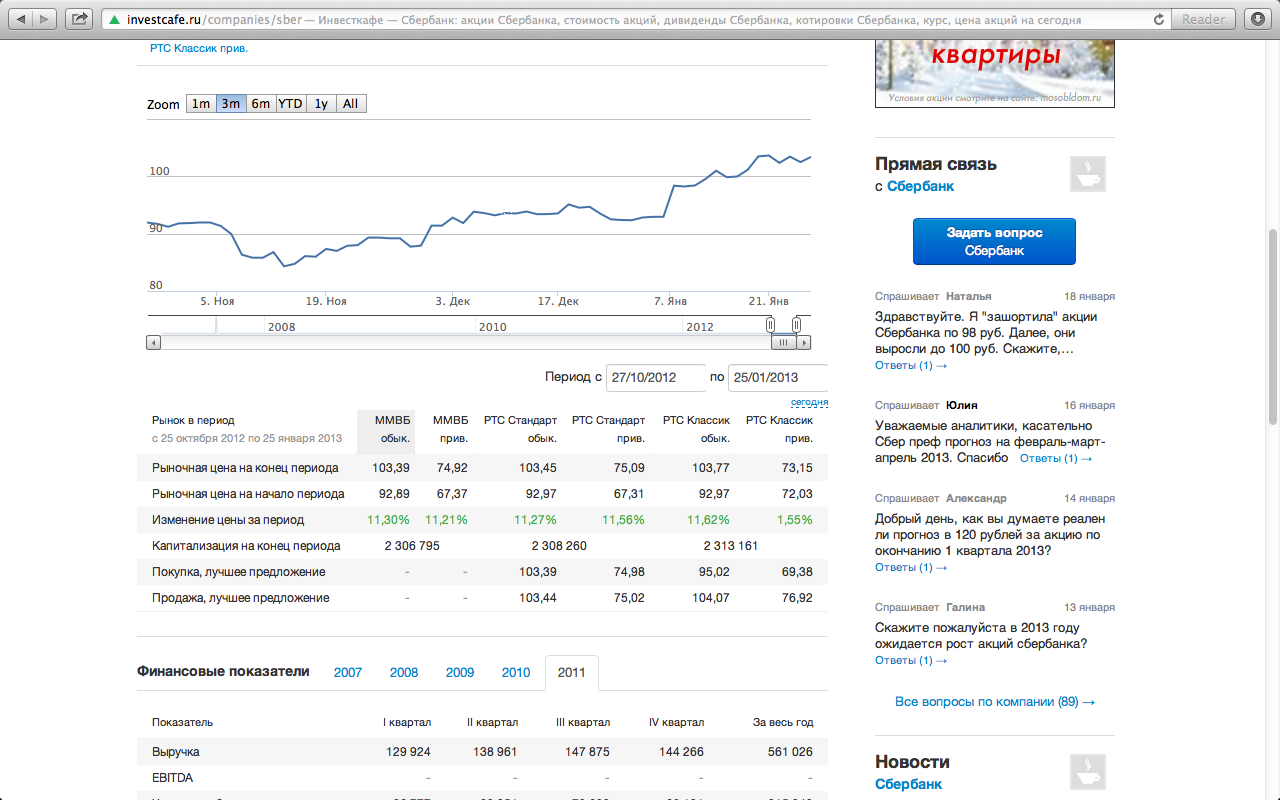 investcafe.ru/companies/sber — Инвесткафе — Сбербанк: акции Сбербанка, стоимость акций, дивиденды Сбербанка, котировки Сбербанка, курс, цена акций на сегодня
Reader
РТС Классик прив.
Zoom 1m 3m 6m YTD 1y All
100
90
80
5. Ноя 19. Ноя 3. Дек 17. Дек 7. Янв 21. Янв
2008 2010 2012
Период с 27/10/2012 по 25/01/2013
сегодня
Рынок в период ММВБ ММВБ РТС Стандарт РТС Стандарт РТС Классик РТС Классик
с 25 октября 2012 по 25 января 2013 обык. прив. обык. прив. обык. прив.
Рыночная цена на конец периода 103,39 74,92 103,45 75,09 103,77 73,15
Рыночная цена на начало периода 92,89 67,37 92,97 67,31 92,97 72,03
Изменение цены за период 11,30% 11,21% 11,27% 11,56% 11,62% 1,55%
Капитализация на конец периода 2 306 795 2 308 260 2 313 161
Покупка, лучшее предложение - - 103,39 74,98 95,02 69,38
Продажа, лучшее предложение - - 103,44 75,02 104,07 76,92
Финансовые показатели 2007 2008 2009 2010 2011
Показатель I квартал II квартал III квартал IV квартал За весь год
Выручка 129 924 138 961 147 875 144 266 561 026
EBITDA - - - - -
квартиры
Условия акции смотрите на сайте: mosobldom.ru
Прямая связь
с Сбербанк
Задать вопрос
Сбербанк
Спрашивает Наталья 18 января
Здравствуйте. Я "зашортила" акции
Сбербанка по 98 руб. Далее, они
выросли до 100 руб. Скажите,...
Ответы (1) →
Спрашивает Юлия 16 января
Уважаемые аналитики, касательно
Сбер преф прогноз на февраль-март-
апрель 2013. Спасибо Ответы (1) →
Спрашивает Александр 14 января
Добрый день, как вы думаете реален
ли прогноз в 120 рублей за акцию по
окончанию 1 квартала 2013?
Ответы (1) →
Спрашивает Галина 13 января
Скажите пожалуйста в 2013 году
ожидается рост акций сбербанка?
Ответы (1) →
Все вопросы по компании (89) →
Новости
Сбербанк